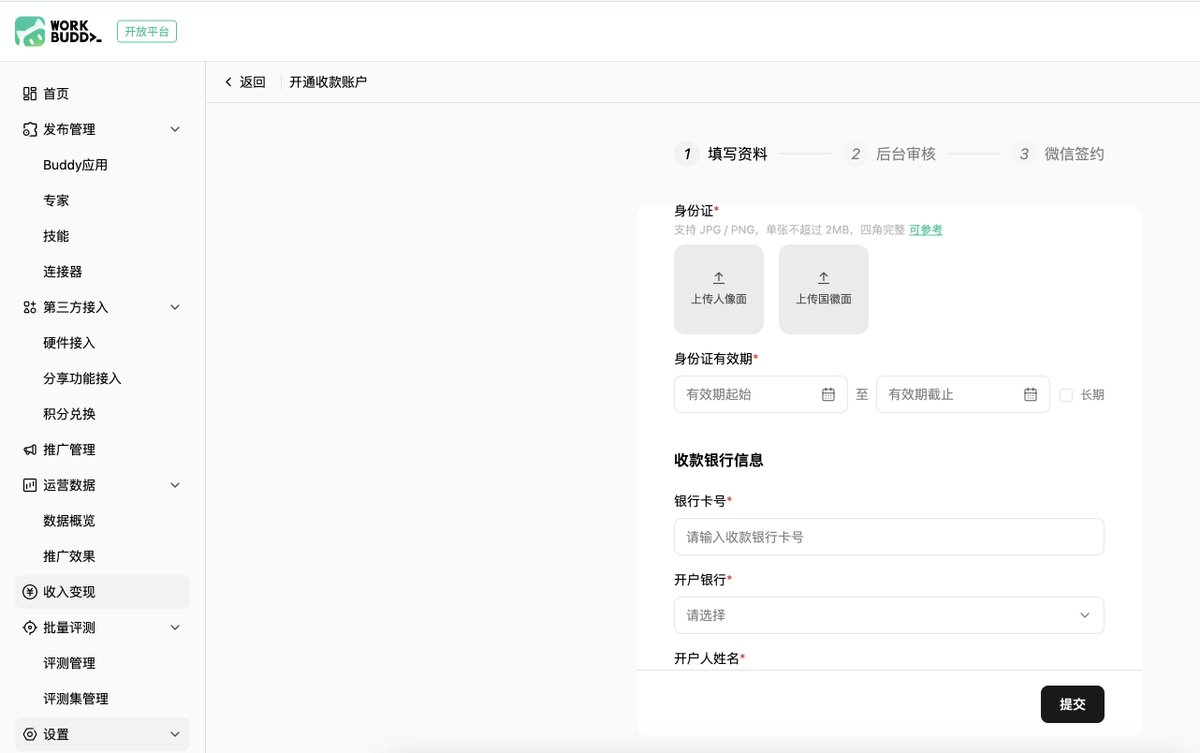 WORK
BUDD>_
开放平台
首页
发布管理
Buddy应用
专家
技能
连接器
第三方接入
硬件接入
分享功能接入
积分兑换
推广管理
运营数据
数据概览
推广效果
收入变现
批量评测
评测管理
评测集管理
设置
返回
开通收款账户
1 填写资料
2 后台审核
3 微信签约
身份证*
支持 JPG / PNG，单张不超过 2MB，四角完整 可参考
上传人像面
上传国徽面
身份证有效期*
有效期起始 至 有效期截止 长期
收款银行信息
银行卡号*
请输入收款银行卡号
开户银行*
请选择
开户人姓名*
提交